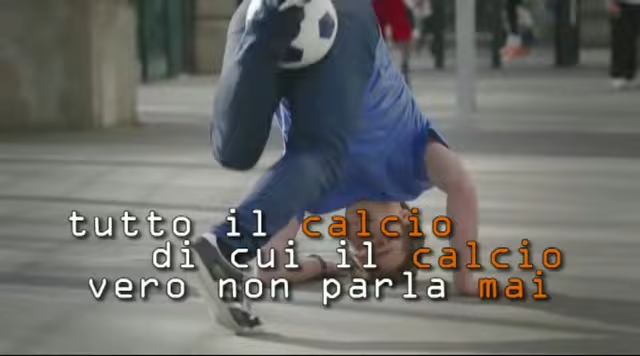 tutto il calcio
di cui il calcio
vero non parla mai